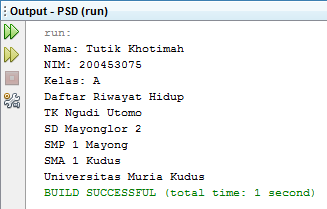 Output - PSD (run)
run:
Nama: Tutik Khotimah
NIM: 200453075
Kelas: A
Daftar Riwayat Hidup
TK Ngudi Utomo
SD Mayonglor 2
SMP 1 Mayong
SMA 1 Kudus
Universitas Muria Kudus
BUILD SUCCESSFUL (total time: 1 second)